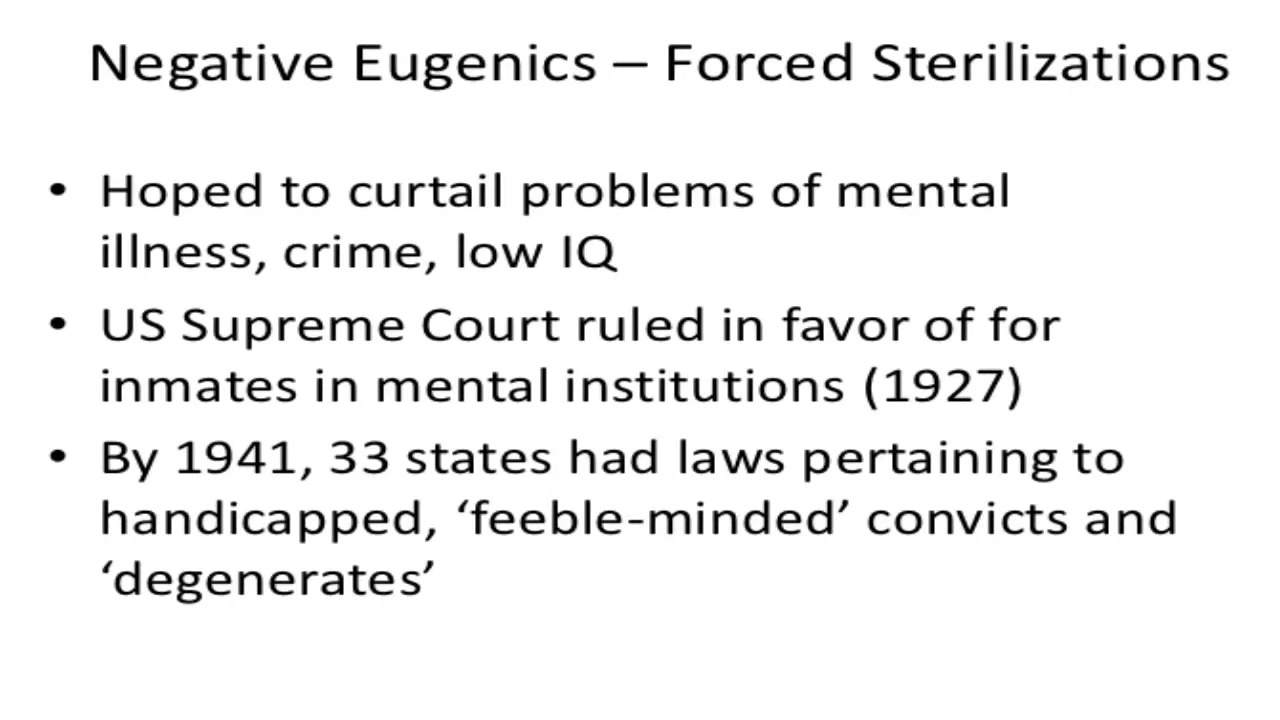 Negative Eugenics – Forced Sterilizations
• Hoped to curtail problems of mental
illness, crime, low IQ
• US Supreme Court ruled in favor of for
inmates in mental institutions (1927)
• By 1941, 33 states had laws pertaining to
handicapped, ‘feeble-minded’ convicts and
‘degenerates’